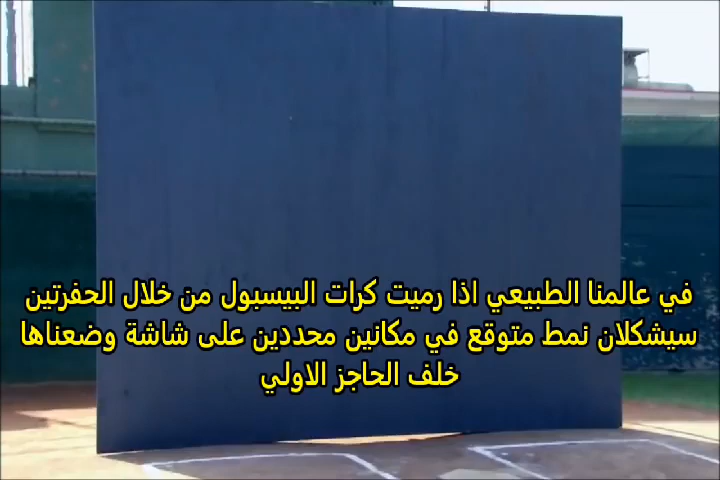 في عالمنا الطبيعي اذا رميت كرات البيسبول من خلال الحفرتين
سيشكلان نمط متوقع في مكانين محددين على شاشة وضعناها
خلف الحاجز الاولي